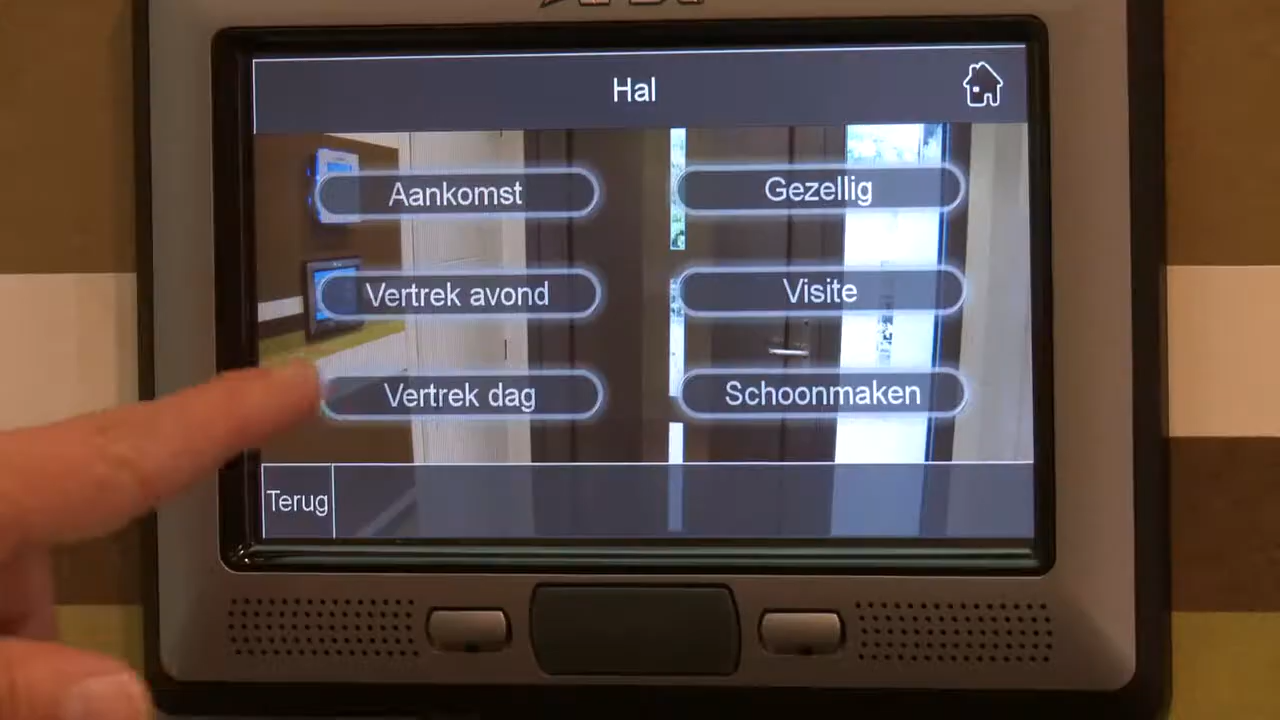 Hal
Aankomst
Gezellig
Vertrek avond
Visite
Vertrek dag
Schoonmaken
Terug